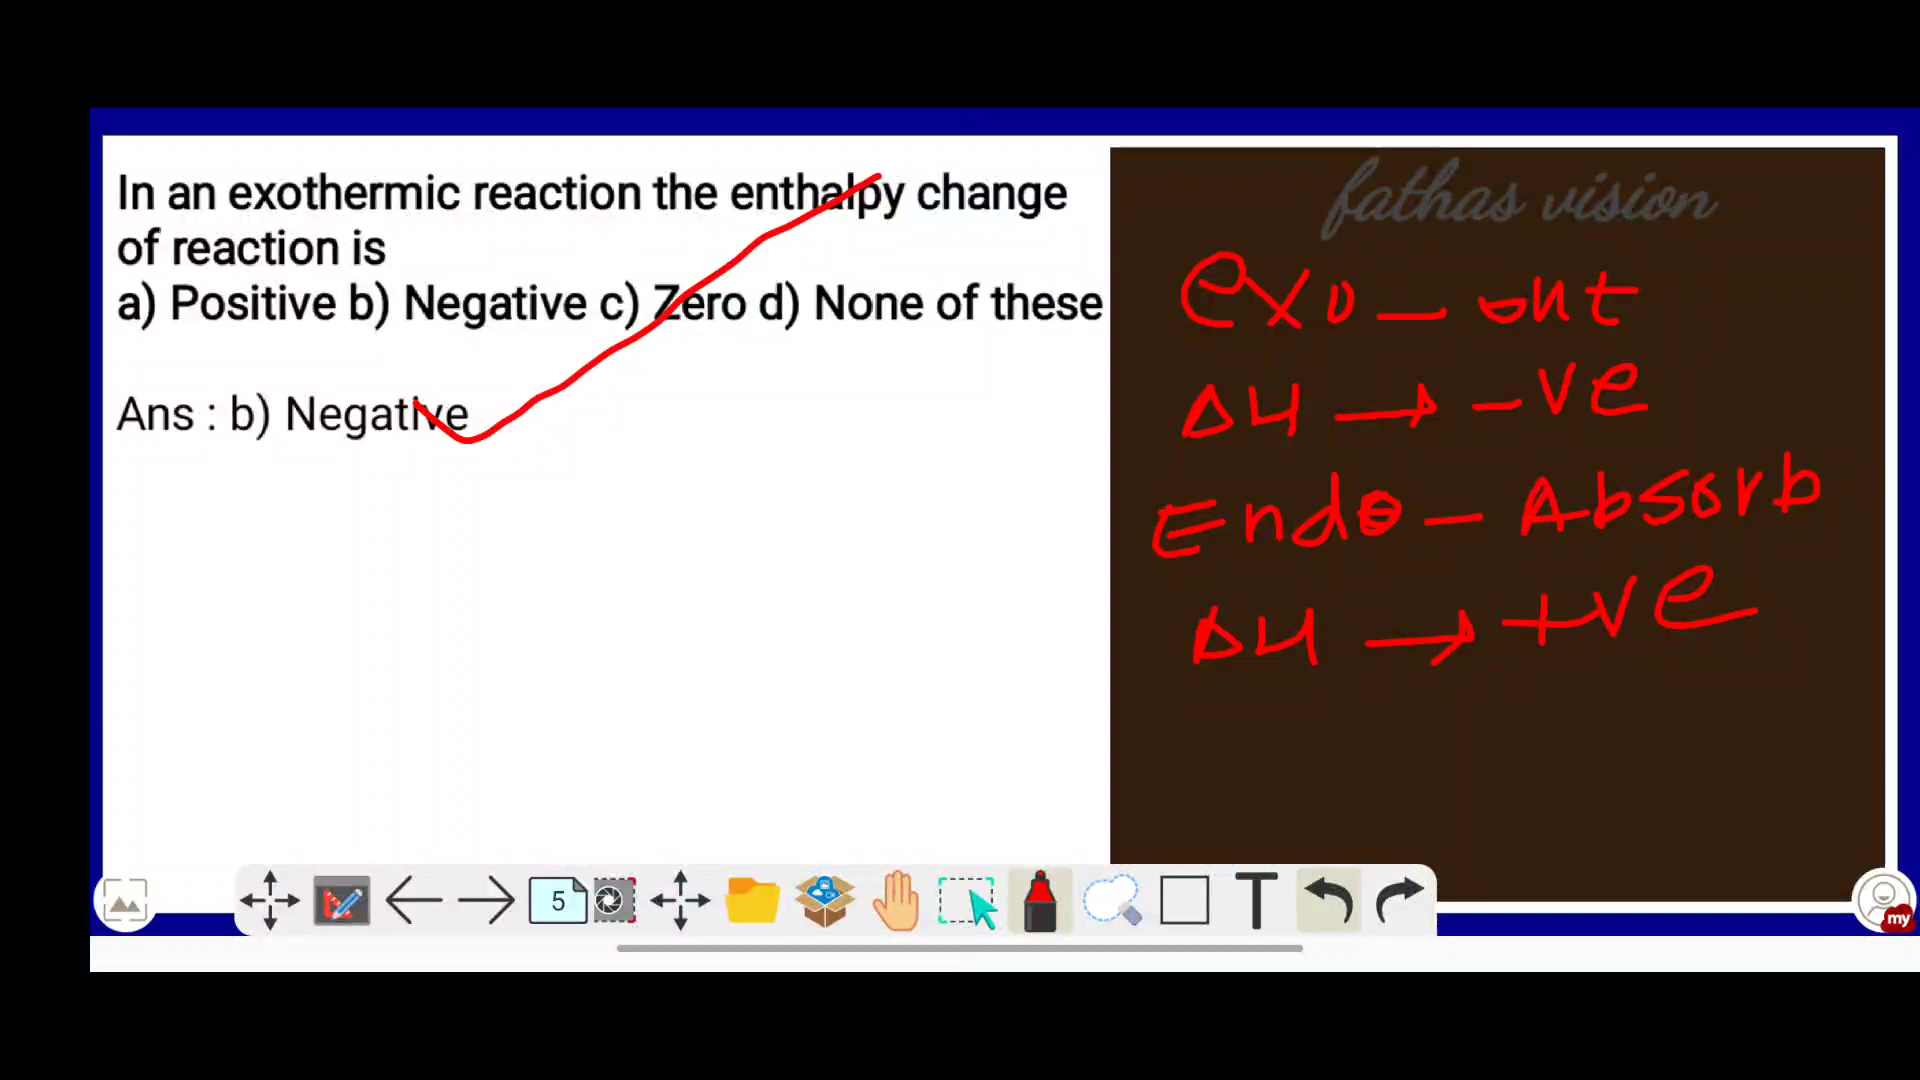 In an exothermic reaction the enthalpy change
of reaction is
a) Positive b) Negative c) Zero d) None of these
Ans : b) Negative
fathas vision
exo - out
ΔH → -ve
Endo - Absorb
ΔH → +ve
5
T
my